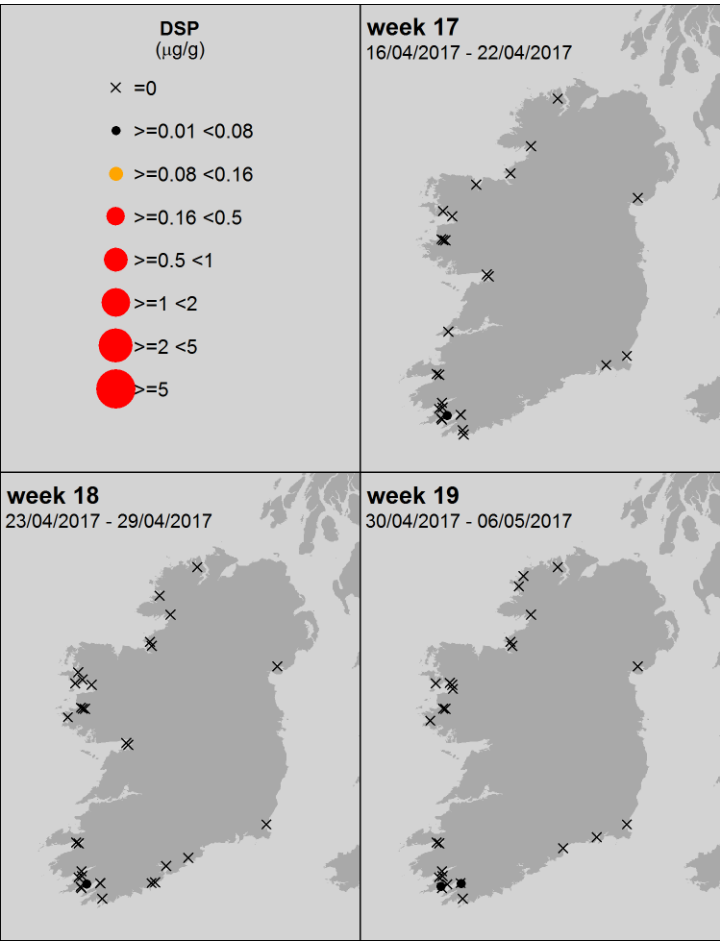 DSP
(µg/g)
=0
>=0.01 <0.08
>=0.08 <0.16
>=0.16 <0.5
>=0.5 <1
>=1 <2
>=2 <5
>=5
week 17
16/04/2017 - 22/04/2017
week 18
23/04/2017 - 29/04/2017
week 19
30/04/2017 - 06/05/2017